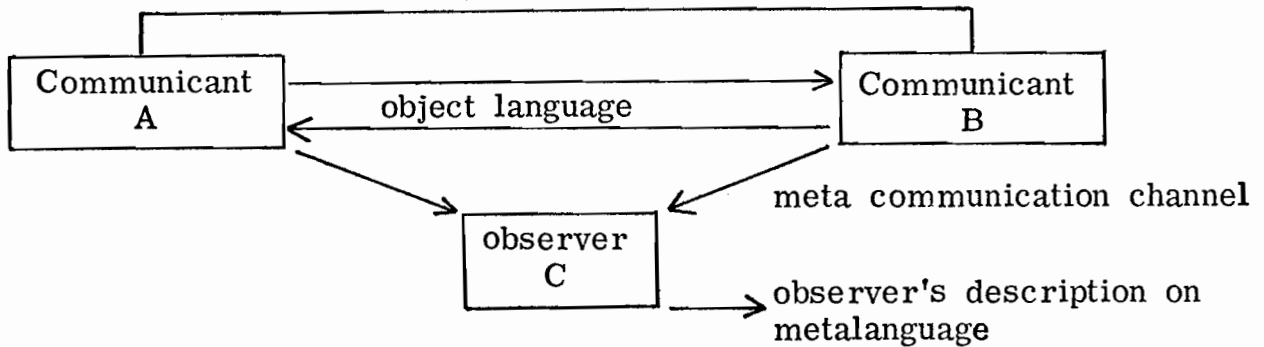 Communicant
A
object language
Communicant
B
meta communication channel
observer
C
observer's description on
metalanguage